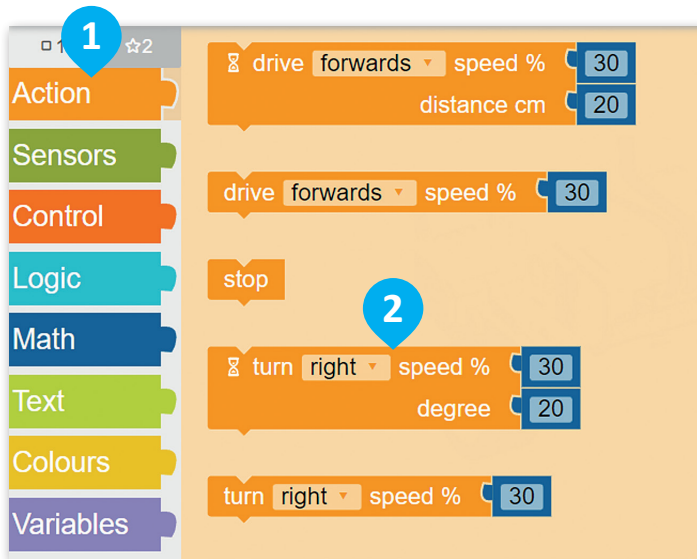 1
☆2
Action
Sensors
Control
Logic
Math
Text
Colours
Variables
drive forwards speed % 30
distance cm 20
drive forwards speed % 30
stop
2
turn right speed % 30
degree 20
turn right speed % 30